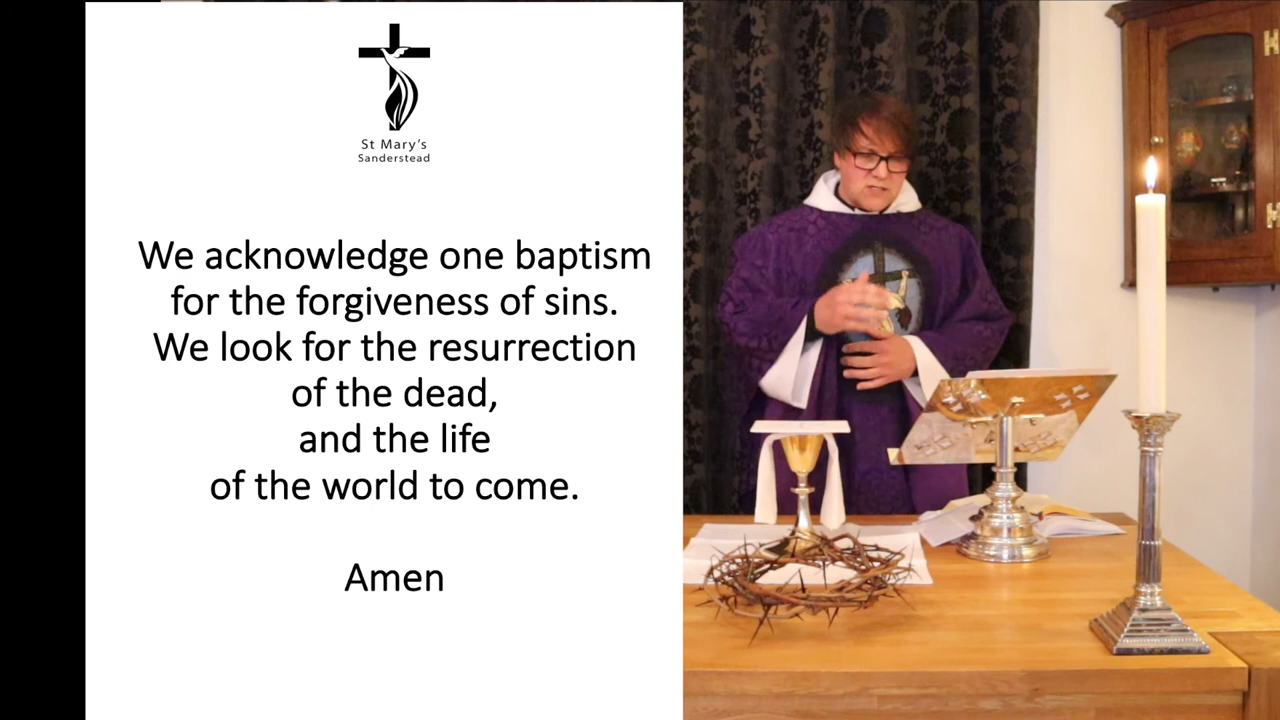 St Mary's
Sanderstead
We acknowledge one baptism
for the forgiveness of sins.
We look for the resurrection
of the dead,
and the life
of the world to come.
Amen